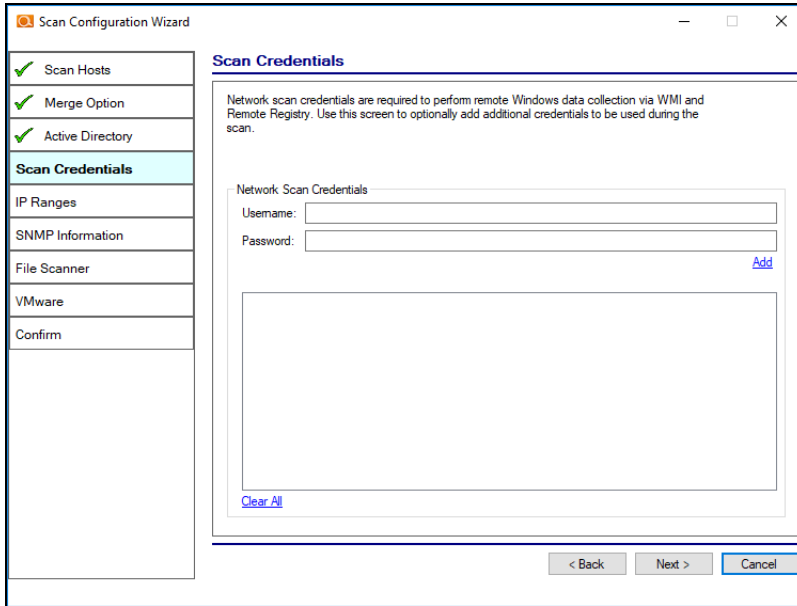 Scan Configuration Wizard
Scan Hosts
Merge Option
Active Directory
Scan Credentials
IP Ranges
SNMP Information
File Scanner
VMware
Confirm
Scan Credentials
Network scan credentials are required to perform remote Windows data collection via WMI and
Remote Registry. Use this screen to optionally add additional credentials to be used during the
scan.
Network Scan Credentials
Username:
Password:
Add
Clear All
< Back Next > Cancel